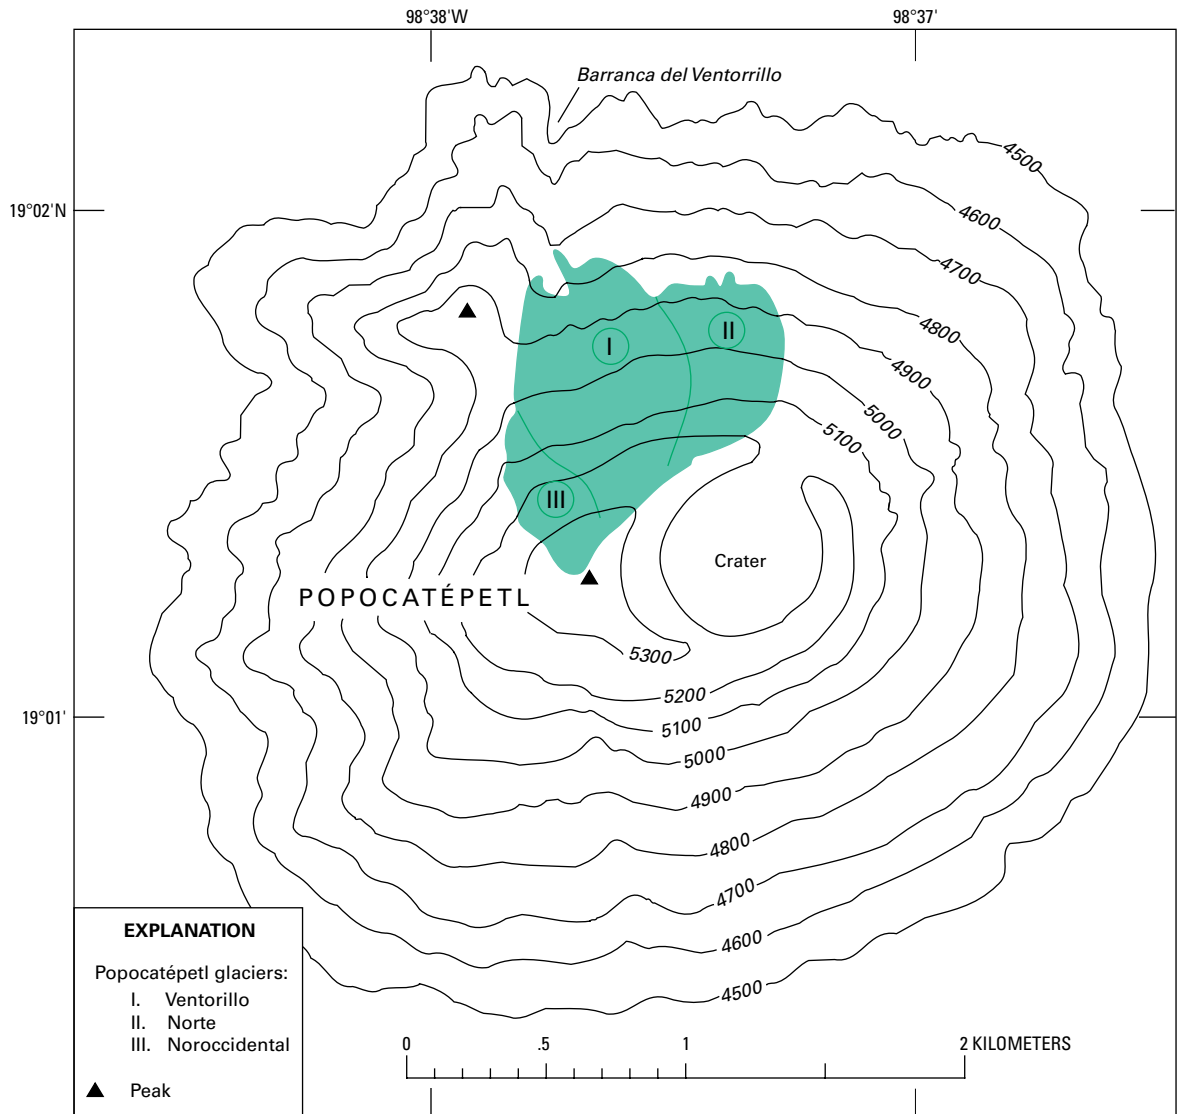 98°38'W
98°37'
Barranca del Ventorrillo
4500
19°02'N
4600
4700
4800
II
I
4900
5000
5100
III
Crater
POPOCATÉPETL
5300
5200
19°01'
5100
5000
4900
4800
4700
EXPLANATION
4600
Popocatépetl glaciers:
4500
I. Ventorillo
II. Norte
III. Noroccidental
0 .5 1 2 KILOMETERS
Peak